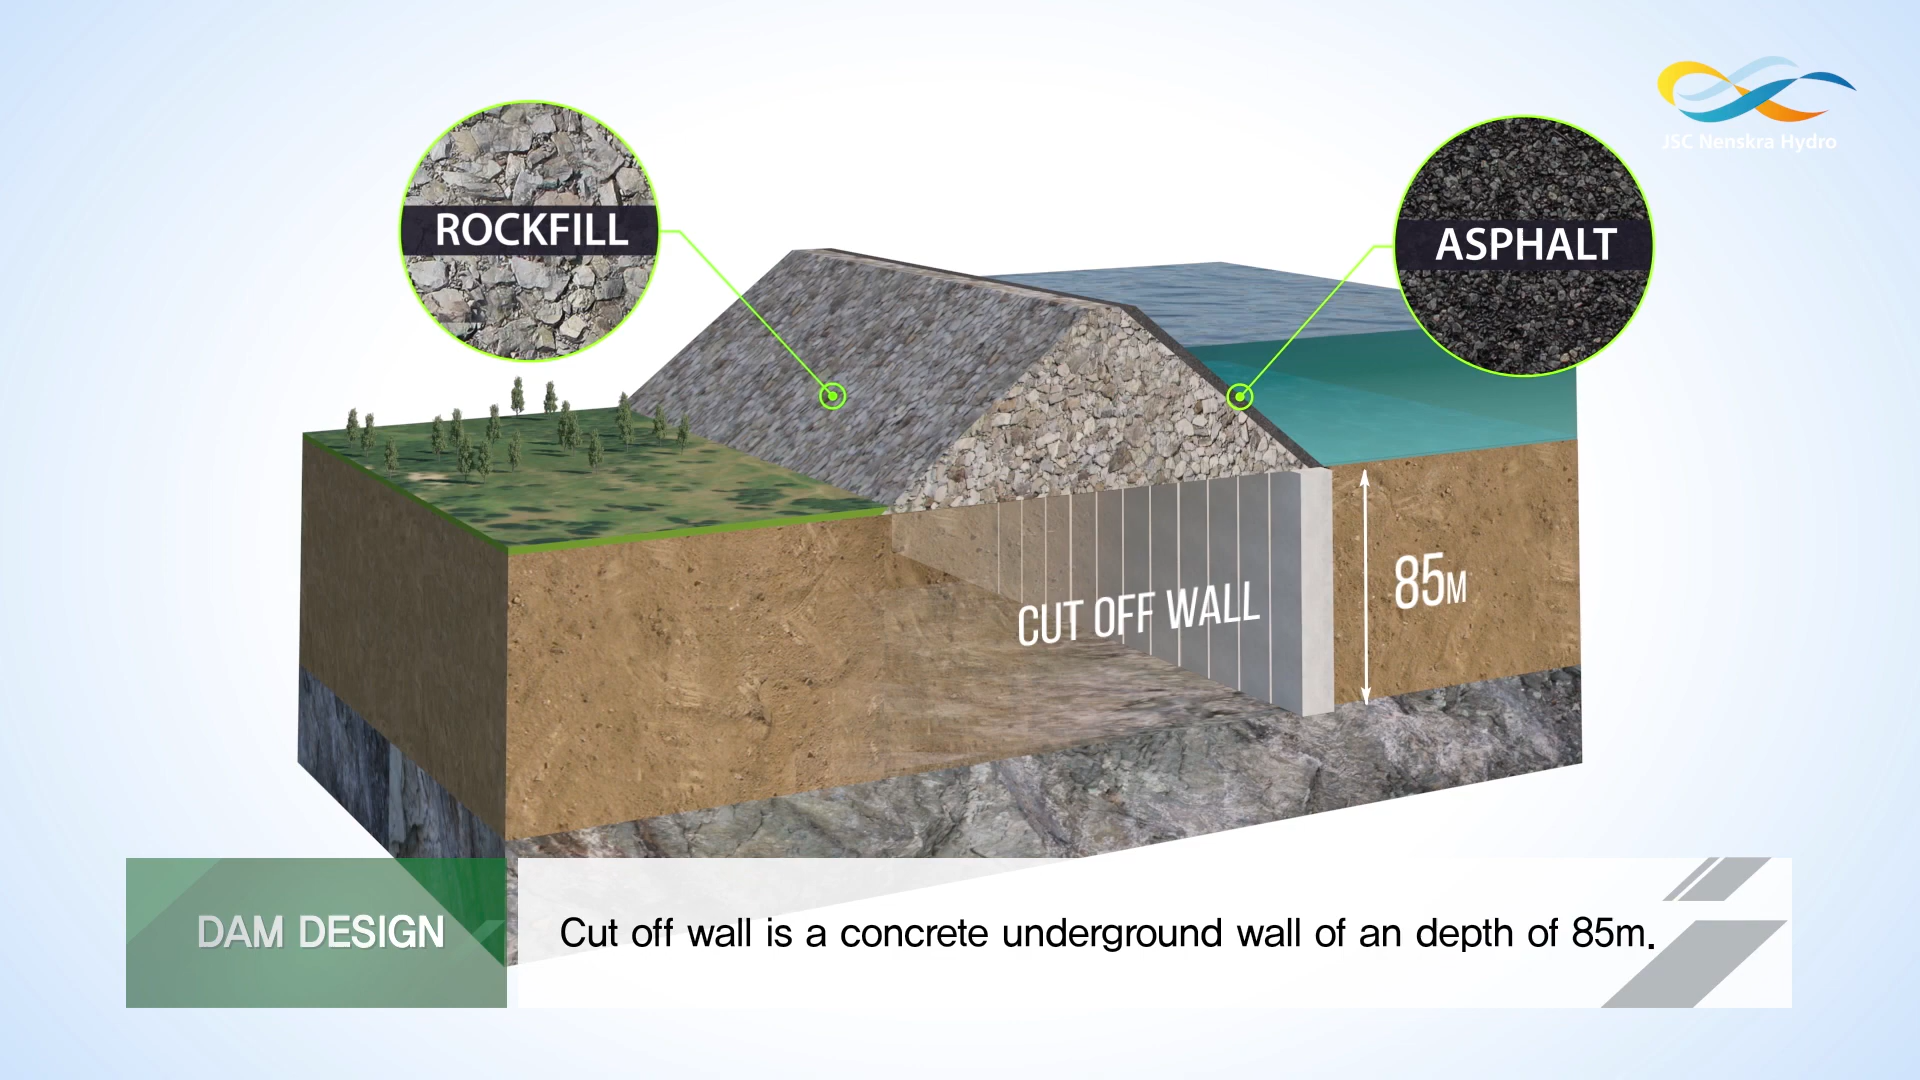 JSC Nenskra Hydro
ROCKFILL
ASPHALT
CUT OFF WALL
85M
DAM DESIGN
Cut off wall is a concrete underground wall of an depth of 85m.